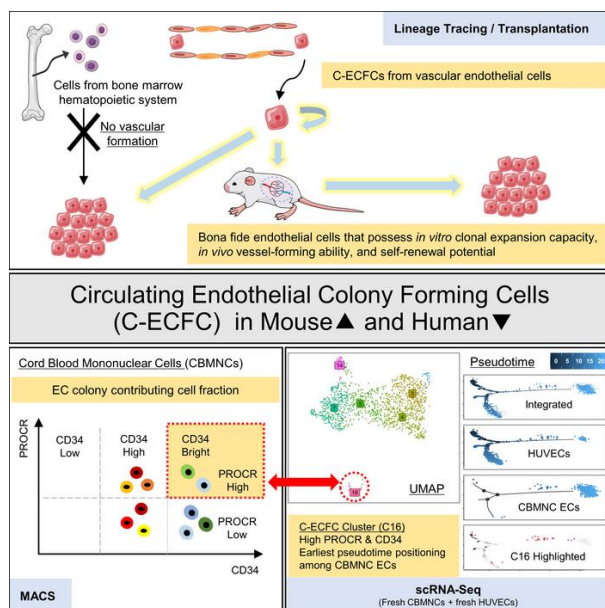 Lineage Tracing / Transplantation
Cells from bone marrow
hematopoietic system
C-ECFCs from vascular endothelial cells
No vascular
formation
Bona fide endothelial cells that possess in vitro clonal expansion capacity,
in vivo vessel-forming ability, and self-renewal potential
Circulating Endothelial Colony Forming Cells
(C-ECFC) in Mouse▲ and Human▼
Cord Blood Mononuclear Cells (CBMNCs)
EC colony contributing cell fraction
PROCR
CD34
Low
CD34
High
CD34
Bright
PROCR
High
PROCR
Low
CD34
MACS
14
16
UMAP
C-ECFC Cluster (C16)
High PROCR & CD34
Earliest pseudotime positioning
among CBMNC ECs
Pseudotime
0 5 10 15 20
Integrated
HUVECs
CBMNC ECs
C16 Highlighted
scRNA-Seq
(Fresh CBMNCs + fresh HUVECs)